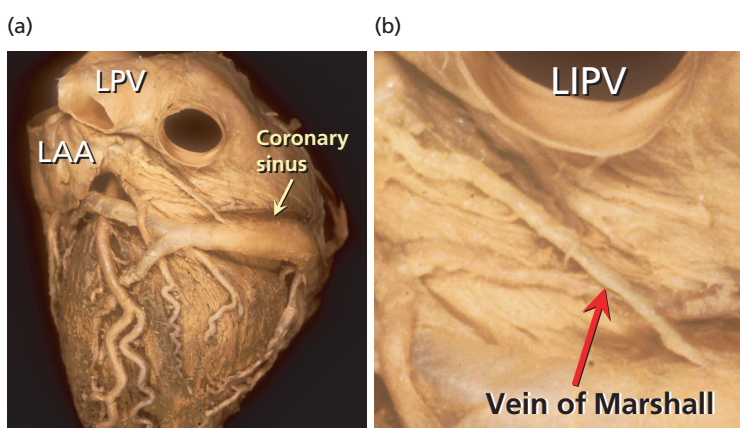 (a)
(b)
LPV
LAA
Coronary
sinus
LIPV
Vein of Marshall